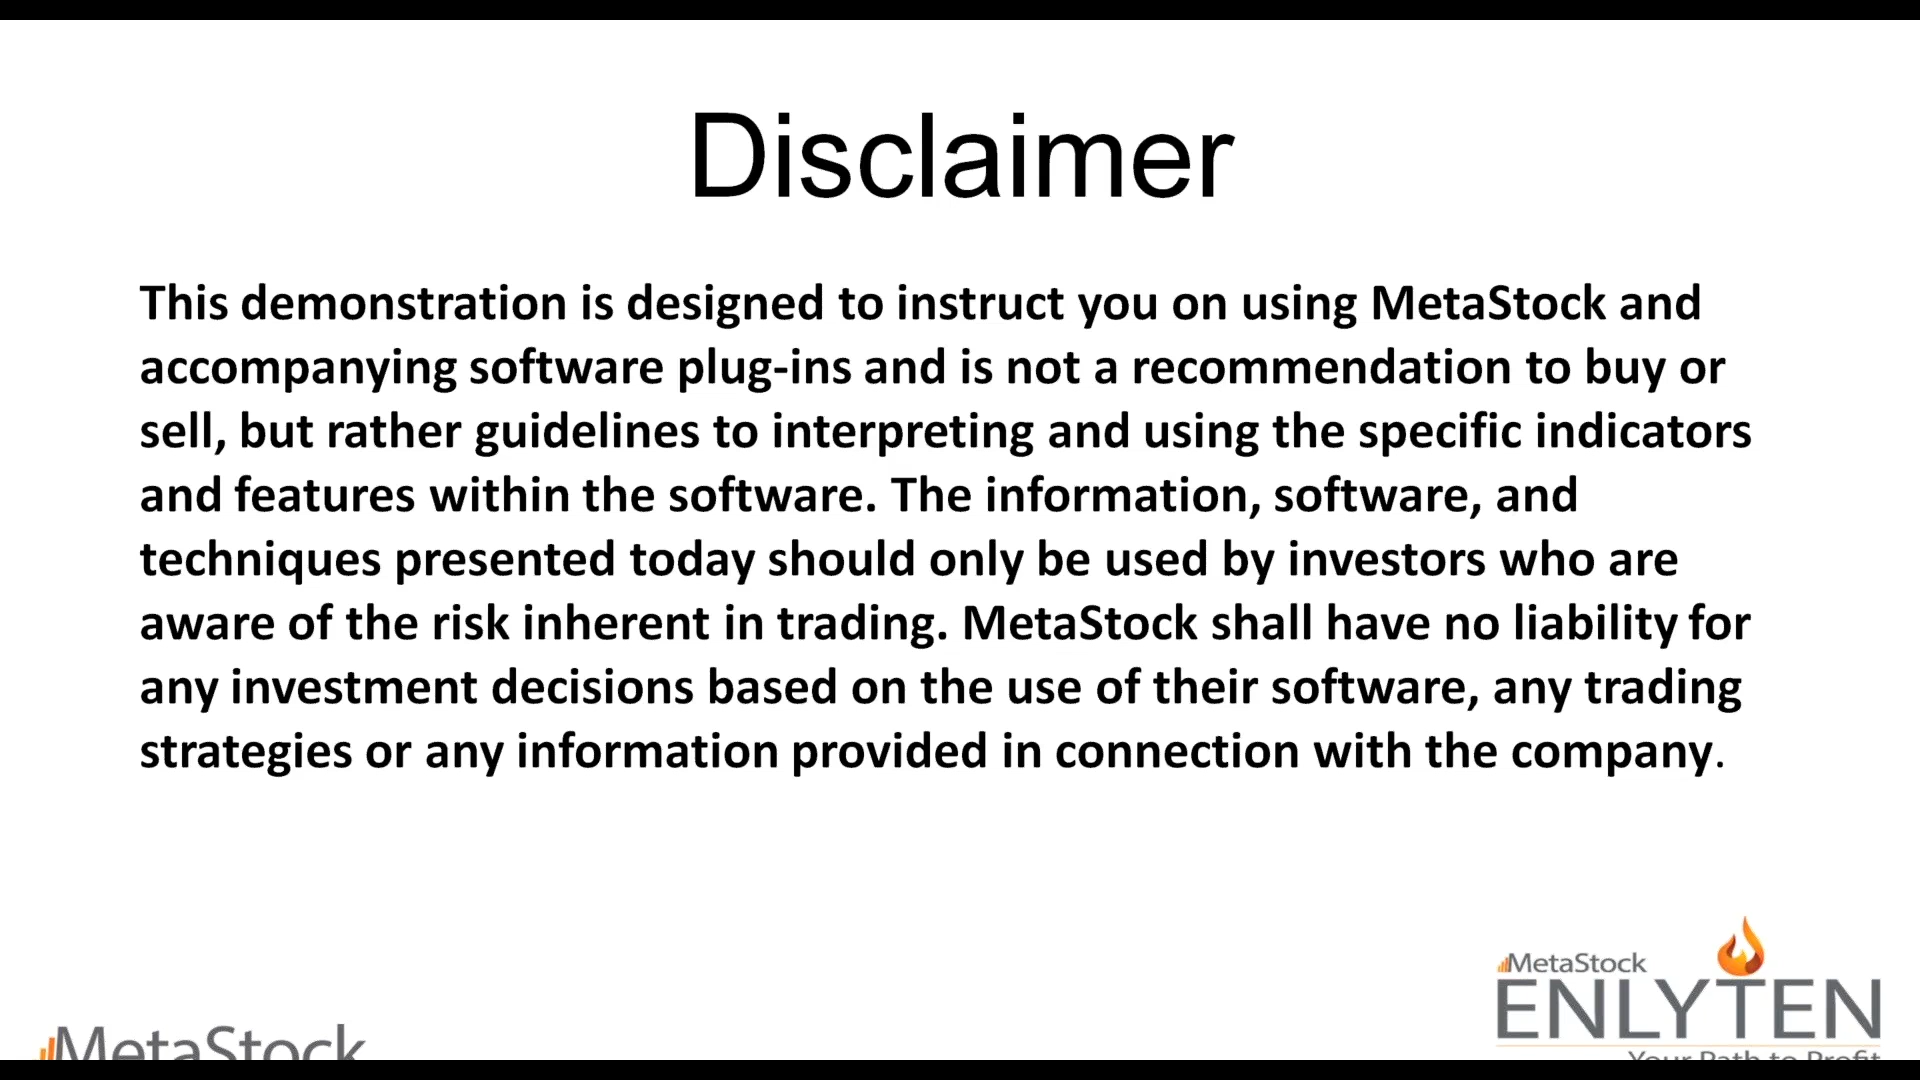 Disclaimer
This demonstration is designed to instruct you on using MetaStock and
accompanying software plug-ins and is not a recommendation to buy or
sell, but rather guidelines to interpreting and using the specific indicators
and features within the software. The information, software, and
techniques presented today should only be used by investors who are
aware of the risk inherent in trading. MetaStock shall have no liability for
any investment decisions based on the use of their software, any trading
strategies or any information provided in connection with the company.
MetaStock
ENLYTEN
Your Path to Profit
MetaStock